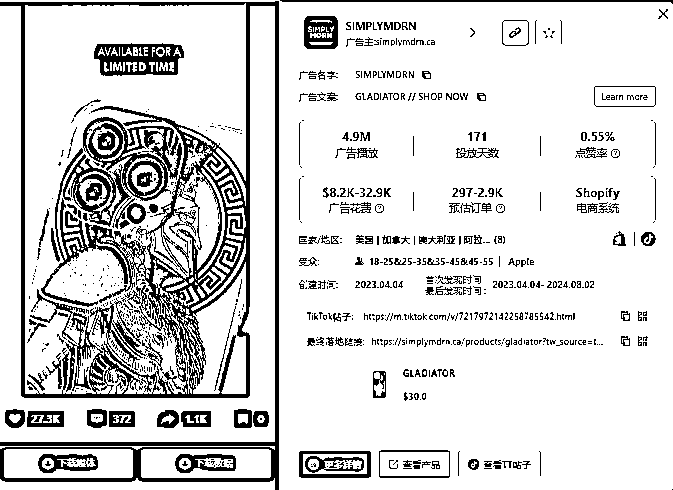 AVAILABLE FOR A
LIMITED TIME
27.3K
372
1.1K
0
下载媒体
下载数据
SIMPLY
MDRN
SIMPLYMDRN
广告主:simplymdrn.ca
广告名字: SIMPLYMDRN
广告文案: GLADIATOR // SHOP NOW
Learn more
4.9M
广告播放
171
投放天数
0.55%
点赞率
$8.2K-32.9K
广告花费
297-2.9K
预估订单
Shopify
电商系统
国家/地区: 美国 | 加拿大 | 澳大利亚 | 阿拉... (8)
受众: 18-25&25-35&35-45&45-55 | Apple
创建时间: 2023.04.04 首次发现时间 - 最后发现时间: 2023.04.04- 2024.08.02
TikTok帖子: https://m.tiktok.com/v/7217972142258785542.html
最终落地链接: https://simplymdrn.ca/products/gladiator?tw_source=t...
GLADIATOR
$30.0
更多详情
查看产品
查看TT帖子